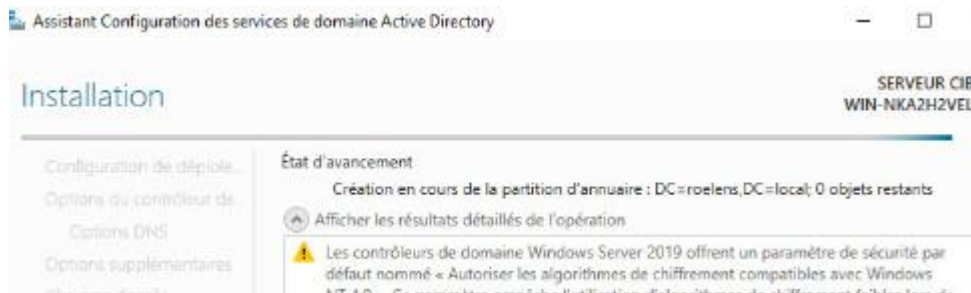 Assistant Configuration des services de domaine Active Directory
Installation
SERVEUR CIB
WIN-NKA2H2VEL
Configuration de déploie...
Options du contrôleur de...
Options DNS
Options supplémentaires
État d'avancement
Création en cours de la partition d'annuaire : DC=roelens,DC=local; 0 objets restants
Afficher les résultats détaillés de l'opération
Les contrôleurs de domaine Windows Server 2019 offrent un paramètre de sécurité par
défaut nommé « Autoriser les algorithmes de chiffrement compatibles avec Windows